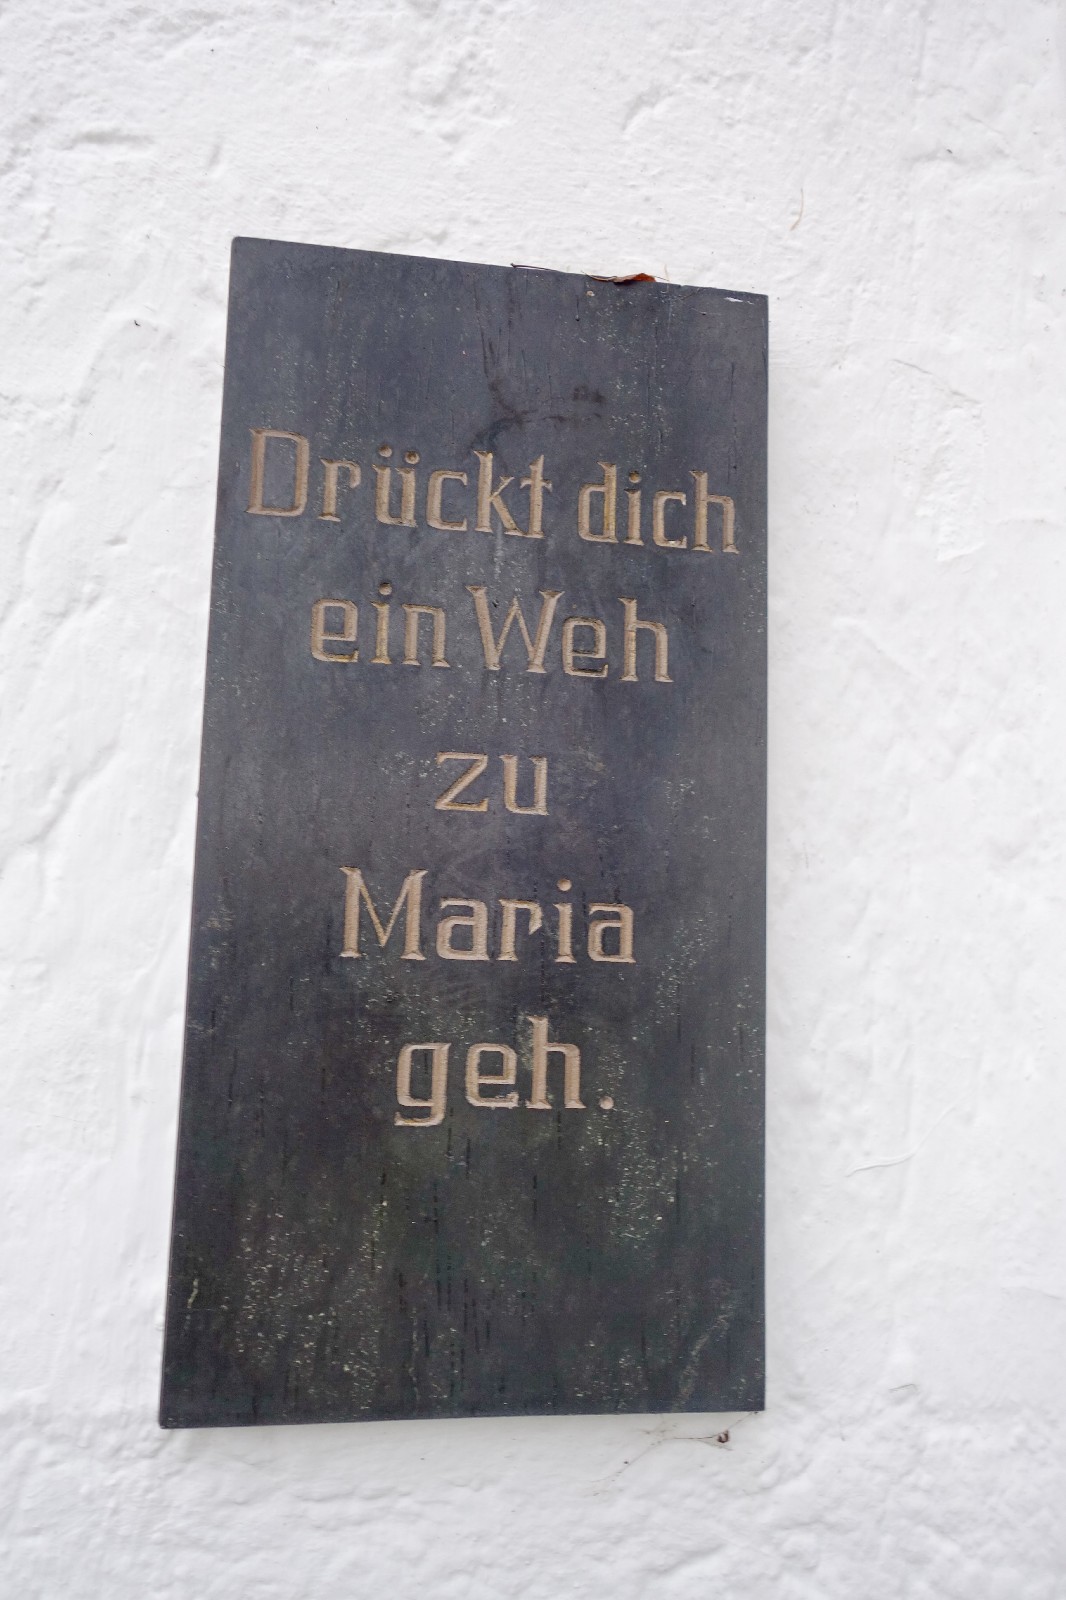 Drückt dich
ein Weh
zu
Maria
geh.